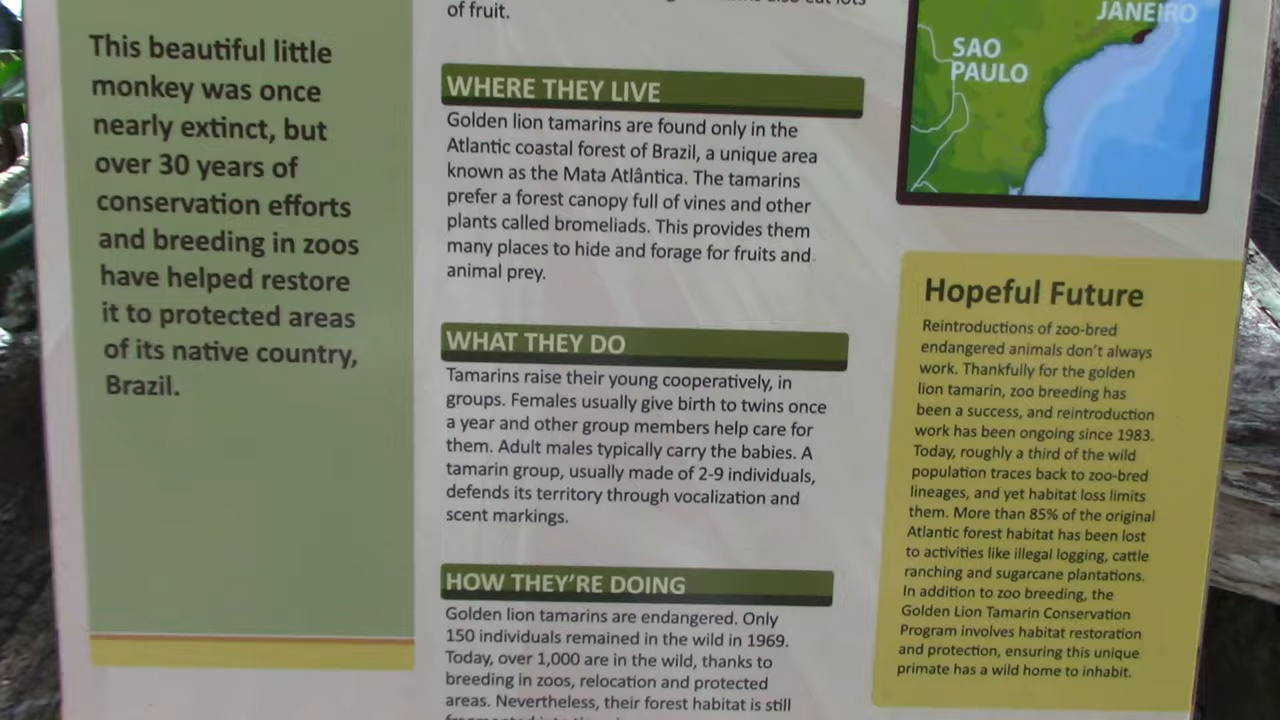 This beautiful little
monkey was once
nearly extinct, but
over 30 years of
conservation efforts
and breeding in zoos
have helped restore
it to protected areas
of its native country,
Brazil.
also eat lots
of fruit.
WHERE THEY LIVE
Golden lion tamarins are found only in the
Atlantic coastal forest of Brazil, a unique area
known as the Mata Atlântica. The tamarins
prefer a forest canopy full of vines and other
plants called bromeliads. This provides them
many places to hide and forage for fruits and
animal prey.
WHAT THEY DO
Tamarins raise their young cooperatively, in
groups. Females usually give birth to twins once
a year and other group members help care for
them. Adult males typically carry the babies. A
tamarin group, usually made of 2-9 individuals,
defends its territory through vocalization and
scent markings.
HOW THEY'RE DOING
Golden lion tamarins are endangered. Only
150 individuals remained in the wild in 1969.
Today, over 1,000 are in the wild, thanks to
breeding in zoos, relocation and protected
areas. Nevertheless, their forest habitat is still
JANEIRO
SAO
PAULO
Hopeful Future
Reintroductions of zoo-bred
endangered animals don't always
work. Thankfully for the golden
lion tamarin, zoo breeding has
been a success, and reintroduction
work has been ongoing since 1983.
Today, roughly a third of the wild
population traces back to zoo-bred
lineages, and yet habitat loss limits
them. More than 85% of the original
Atlantic forest habitat has been lost
to activities like illegal logging, cattle
ranching and sugarcane plantations.
In addition to zoo breeding, the
Golden Lion Tamarin Conservation
Program involves habitat restoration
and protection, ensuring this unique
primate has a wild home to inhabit.